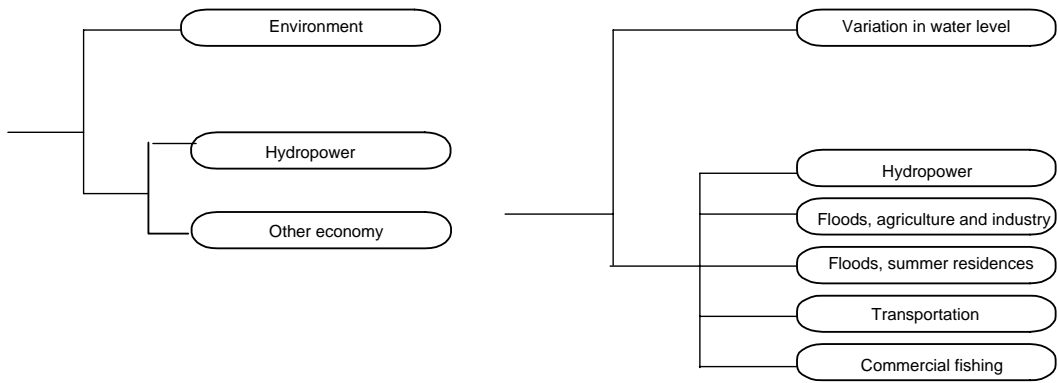 Environment
Hydropower
Other economy
Variation in water level
Hydropower
Floods, agriculture and industry
Floods, summer residences
Transportation
Commercial fishing